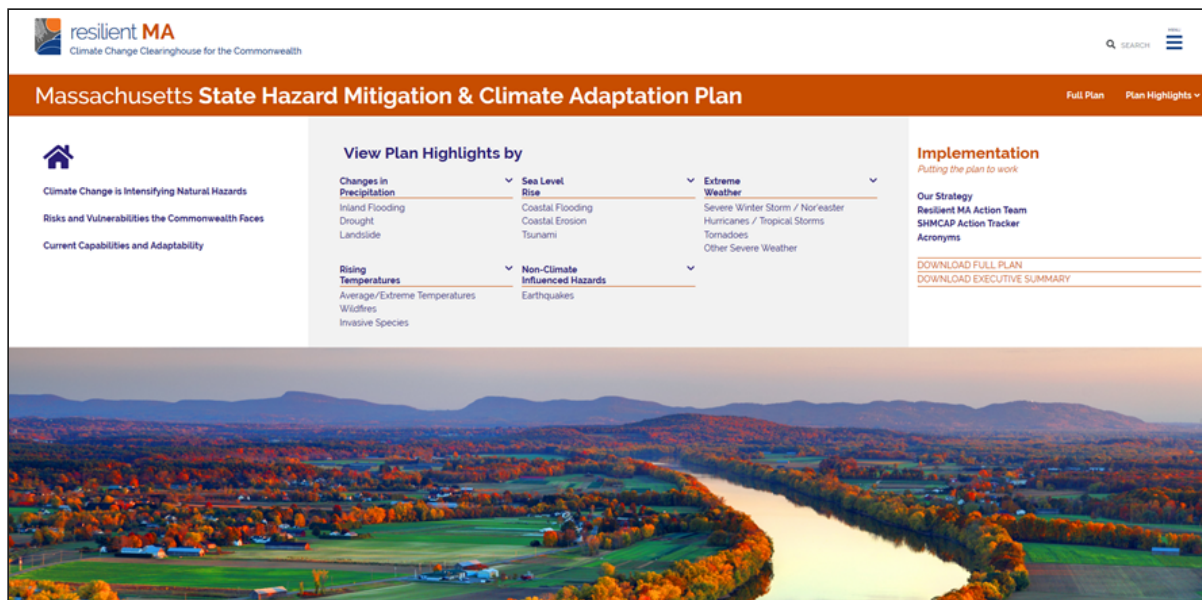 resilient MA
Climate Change Clearinghouse for the Commonwealth
SEARCH
MENU
Massachusetts State Hazard Mitigation & Climate Adaptation Plan
Full Plan
Plan Highlights
Climate Change is Intensifying Natural Hazards
Risks and Vulnerabilities the Commonwealth Faces
Current Capabilities and Adaptability
View Plan Highlights by
Changes in
Precipitation
Inland Flooding
Drought
Landslide
Sea Level
Rise
Coastal Flooding
Coastal Erosion
Tsunami
Extreme
Weather
Severe Winter Storm / Nor'easter
Hurricanes / Tropical Storms
Tornadoes
Other Severe Weather
Rising
Temperatures
Average/Extreme Temperatures
Wildfires
Invasive Species
Non-Climate
Influenced Hazards
Earthquakes
Implementation
Putting the plan to work
Our Strategy
Resilient MA Action Team
SHMCAP Action Tracker
Acronyms
DOWNLOAD FULL PLAN
DOWNLOAD EXECUTIVE SUMMARY